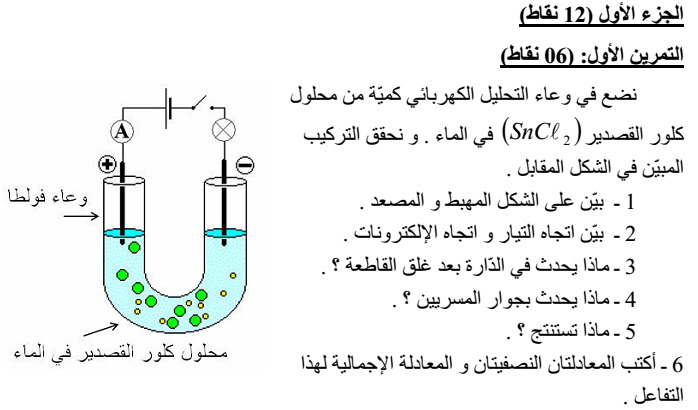 الجزء الأول (12 نقاط)
التمرين الأول: (06 نقاط)
نضع في وعاء التحليل الكهربائي كميّة من محلول
كلور القصدير (SnCℓ₂) في الماء . و نحقق التركيب
المبيّن في الشكل المقابل .
1 ـ بيّن على الشكل المهبط و المصعد .
2 ـ بيّن اتجاه التيار و اتجاه الإلكترونات .
3 ـ ماذا يحدث في الدّارة بعد غلق القاطعة ؟ .
4 ـ ماذا يحدث بجوار المسريين ؟ .
5 ـ ماذا تستنتج ؟ .
6 ـ أكتب المعادلتان النصفيتان و المعادلة الإجمالية لهذا
التفاعل .
A
+
−
وعاء فولطا
محلول كلور القصدير في الماء